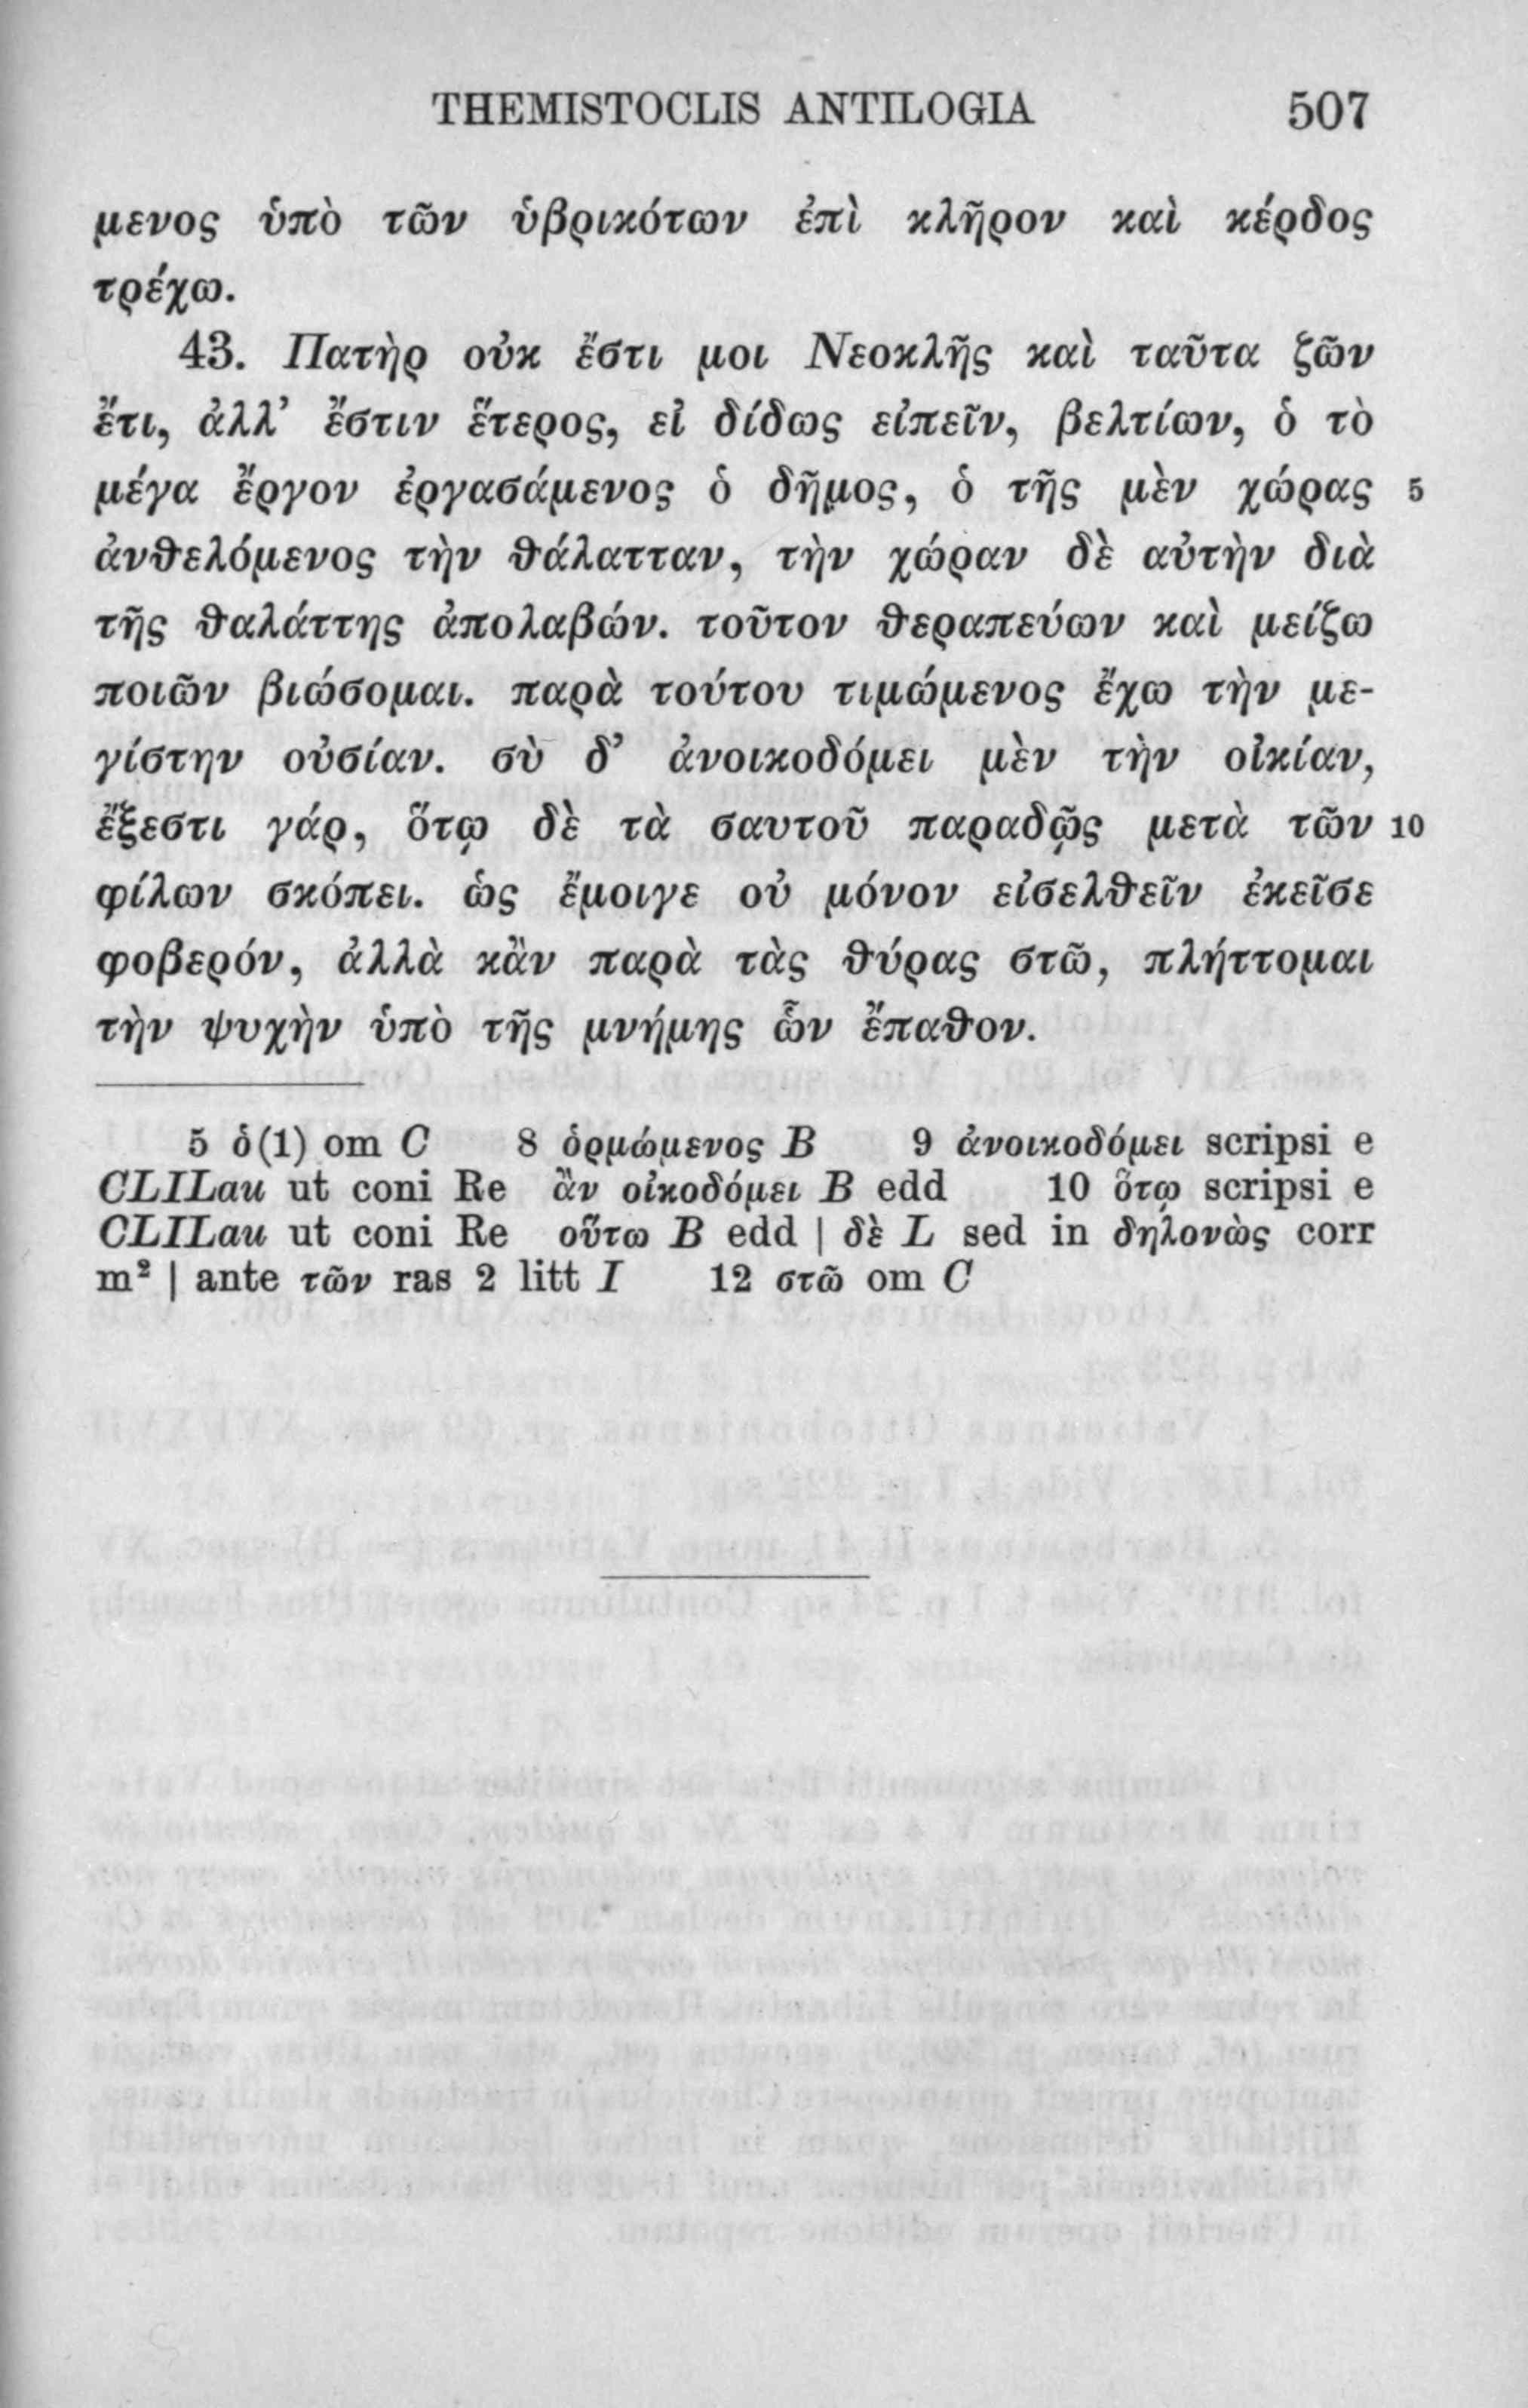 THEMISTOCLIS ANTILOGIA 507
μενος ὑπὸ τῶν ὑβρικότων ἐπὶ κλῆρον καὶ κέρδος
τρέχω.
43. Πατὴρ οὐκ ἔστι μοι Νεοκλῆς καὶ ταῦτα ζῶν
ἔτι, ἀλλ’ ἔστιν ἕτερος, εἰ δίδως εἰπεῖν, βελτίων, ὁ τὸ
μέγα ἔργον ἐργασάμενος ὁ δῆμος, ὁ τῆς μὲν χώρας 5
ἀνθελόμενος τὴν θάλατταν, τὴν χώραν δὲ αὐτὴν διὰ
τῆς θαλάττης ἀπολαβών. τοῦτον θεραπεύων καὶ μείζω
ποιῶν βιώσομαι. παρὰ τούτου τιμώμενος ἔχω τὴν με-
γίστην οὐσίαν. σὺ δ’ ἀνοικοδόμει μὲν τὴν οἰκίαν,
ἔξεστι γάρ, ὅτῳ δὲ τὰ σαυτοῦ παραδῷς μετὰ τῶν 10
φίλων σκόπει. ὡς ἔμοιγε οὐ μόνον εἰσελθεῖν ἐκεῖσε
φοβερόν, ἀλλὰ κἂν παρὰ τὰς θύρας στῶ, πλήττομαι
τὴν ψυχὴν ὑπὸ τῆς μνήμης ὧν ἔπαθον.
5 ὁ(1) om C 8 ὁρμώμενος B 9 ἀνοικοδόμει scripsi e
CLILau ut coni Re ἂν οἰκοδόμει B edd 10 ὅτῳ scripsi e
CLILau ut coni Re οὕτω B edd | δὲ L sed in δηλονὼς corr
m² | ante τῶν ras 2 litt I 12 στῶ om C